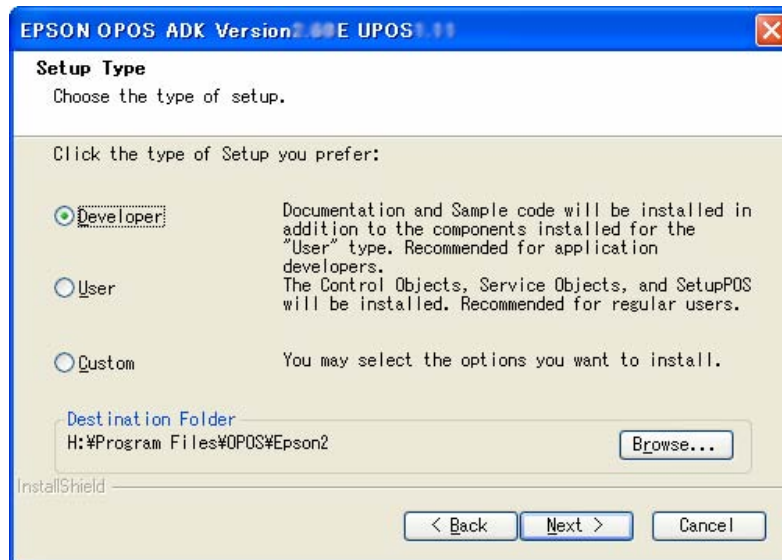 EPSON OPOS ADK Version E UPOS
Setup Type
Choose the type of setup.
Click the type of Setup you prefer:
Developer
Documentation and Sample code will be installed in
addition to the components installed for the
"User" type. Recommended for application
developers.
User
The Control Objects, Service Objects, and SetupPOS
will be installed. Recommended for regular users.
Custom
You may select the options you want to install.
Destination Folder
H:¥Program Files¥OPOS¥Epson2
Browse...
InstallShield
< Back
Next >
Cancel